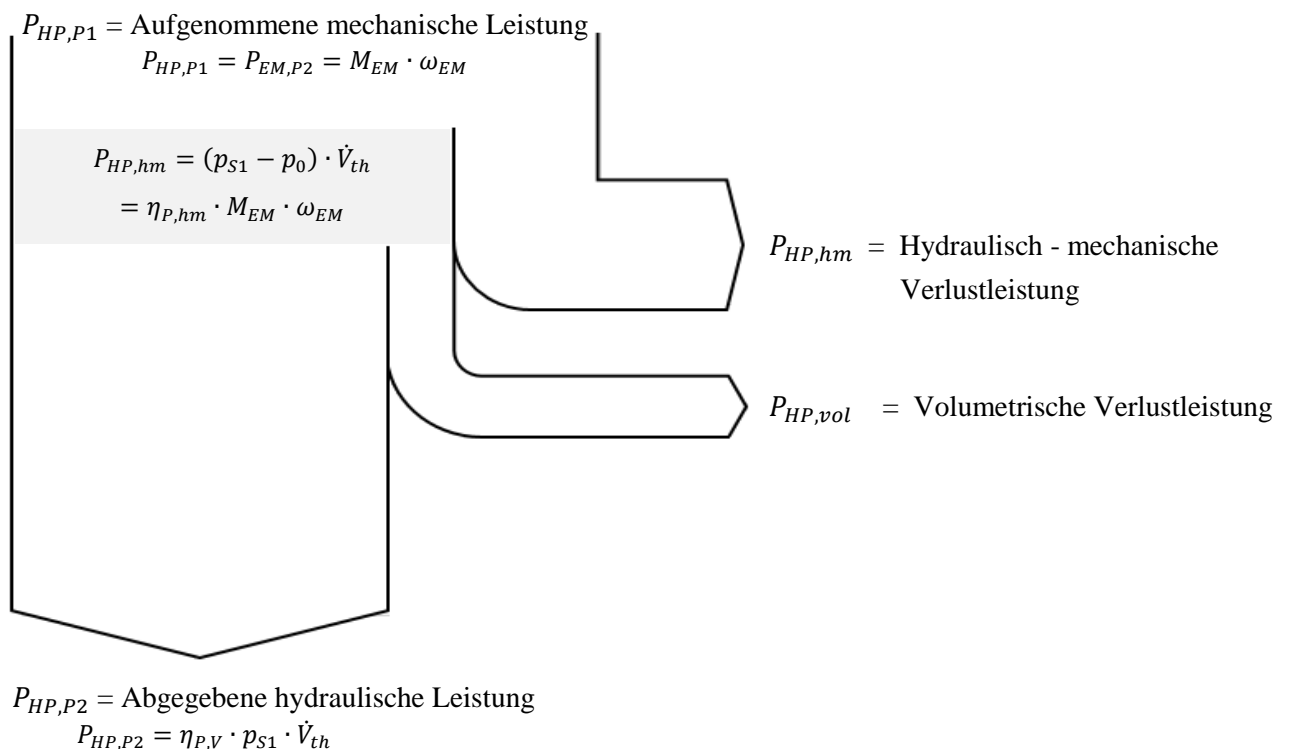 P_{HP,P1} = Aufgenommene mechanische Leistung
P_{HP,P1} = P_{EM,P2} = M_{EM} · ω_{EM}
P_{HP,hm} = (p_{S1} − p_0) · V̇_{th}
= η_{P,hm} · M_{EM} · ω_{EM}
P_{HP,hm} = Hydraulisch - mechanische
Verlustleistung
P_{HP,vol} = Volumetrische Verlustleistung
P_{HP,P2} = Abgegebene hydraulische Leistung
P_{HP,P2} = η_{P,V} · p_{S1} · V̇_{th}